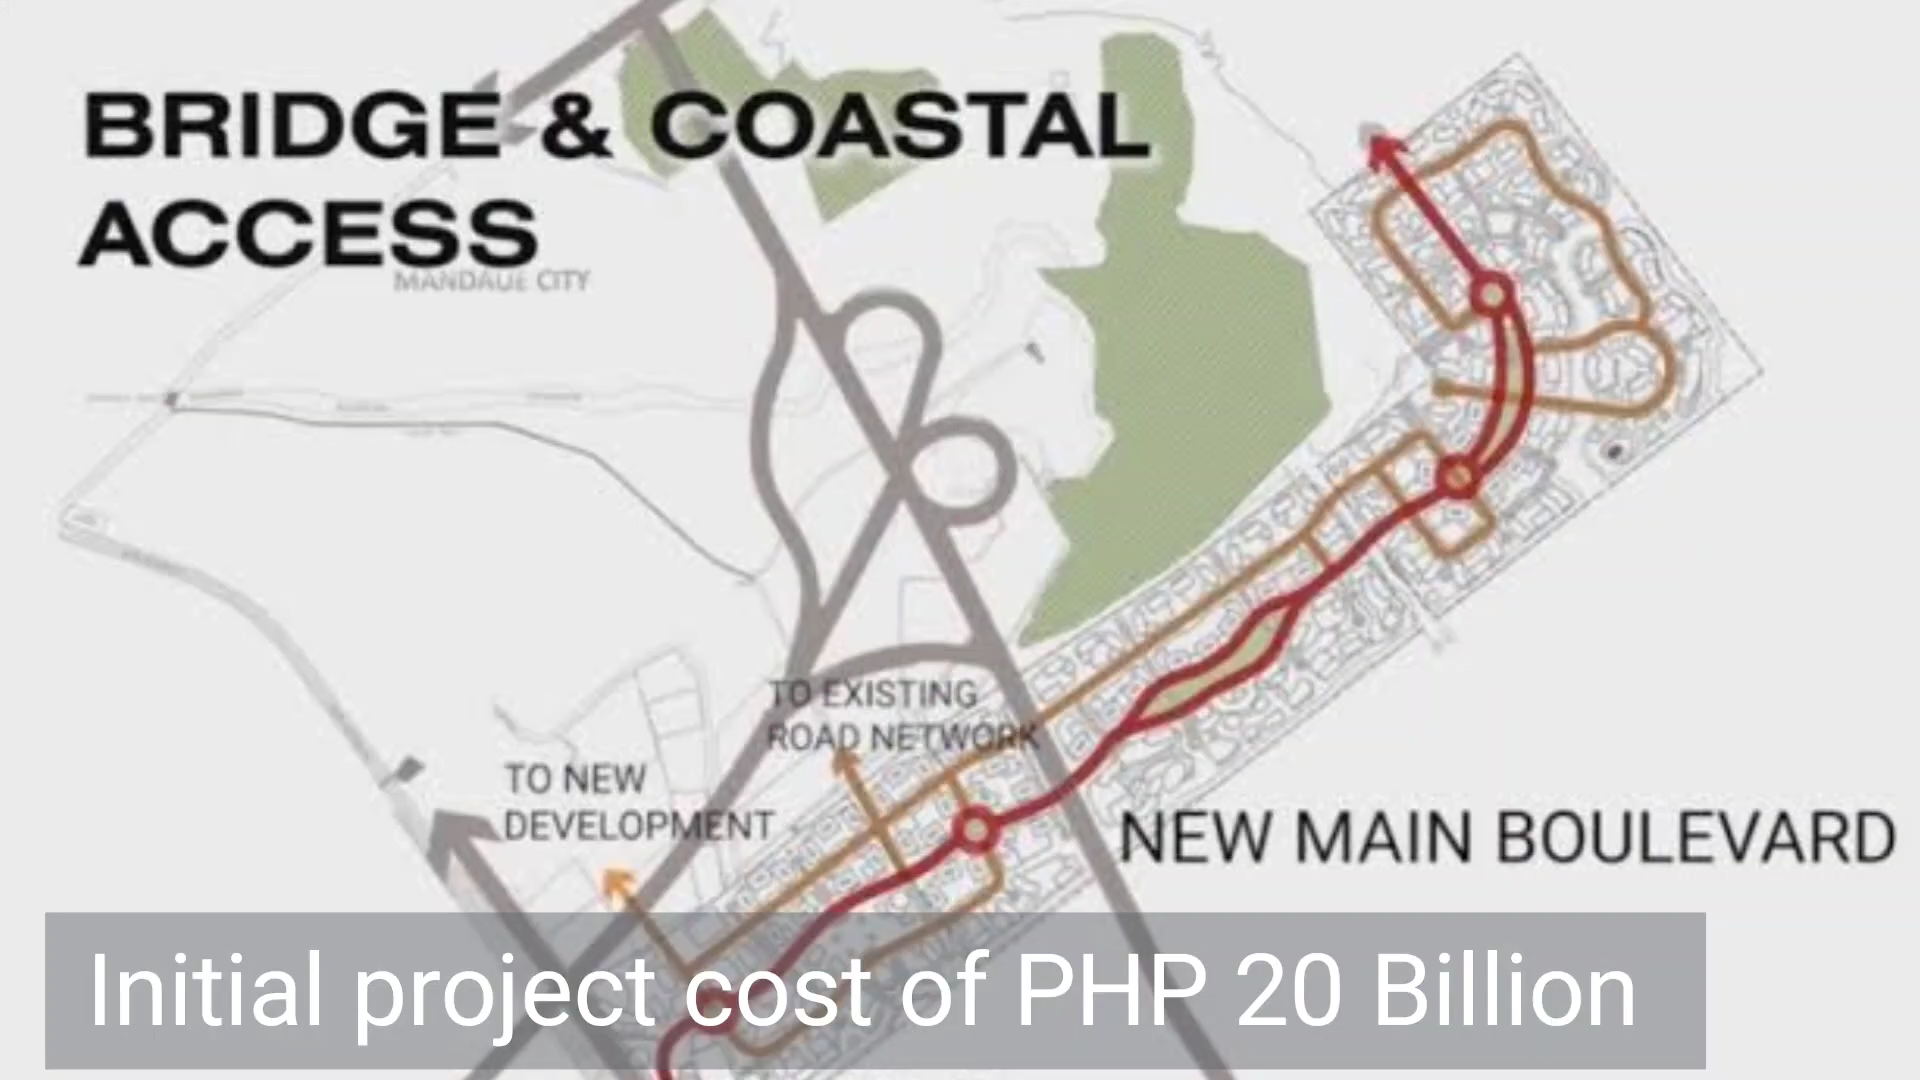 BRIDGE & COASTAL
ACCESS
MANDAUE CITY
TO EXISTING
ROAD NETWORK
TO NEW
DEVELOPMENT
NEW MAIN BOULEVARD
Initial project cost of PHP 20 Billion